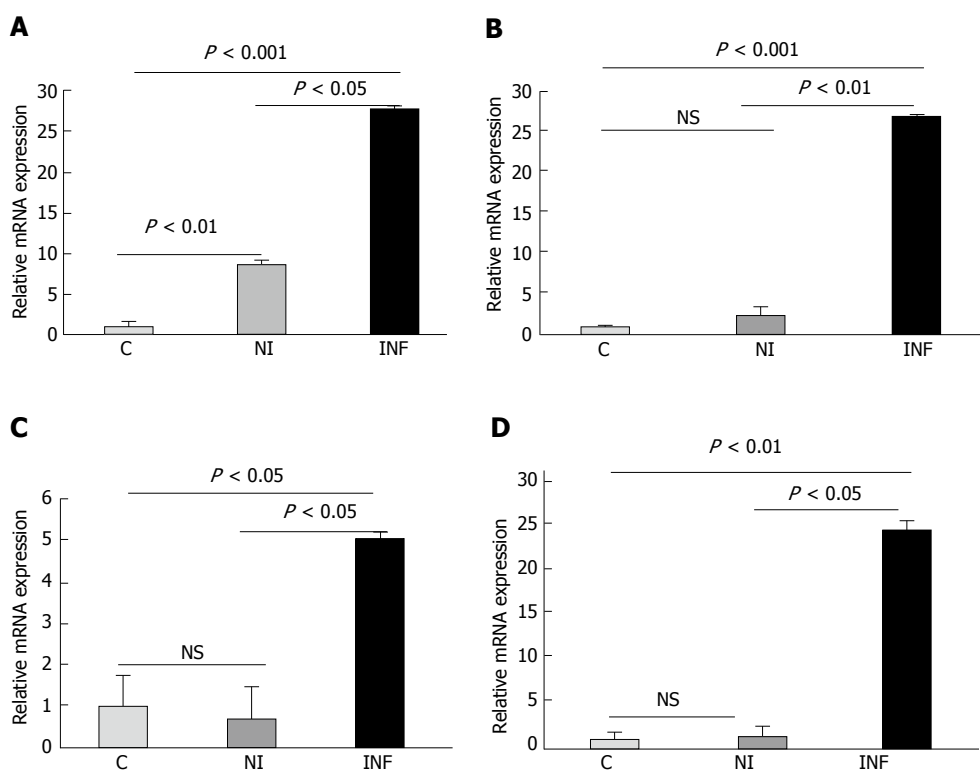 A
P < 0.001
P < 0.05
P < 0.01
Relative mRNA expression
30
25
20
15
10
5
0
C NI INF
B
P < 0.001
P < 0.01
NS
Relative mRNA expression
30
25
20
15
10
5
0
C NI INF
C
P < 0.05
P < 0.05
NS
Relative mRNA expression
6
5
4
3
2
1
0
C NI INF
D
P < 0.01
P < 0.05
NS
Relative mRNA expression
30
25
20
15
10
5
0
C NI INF